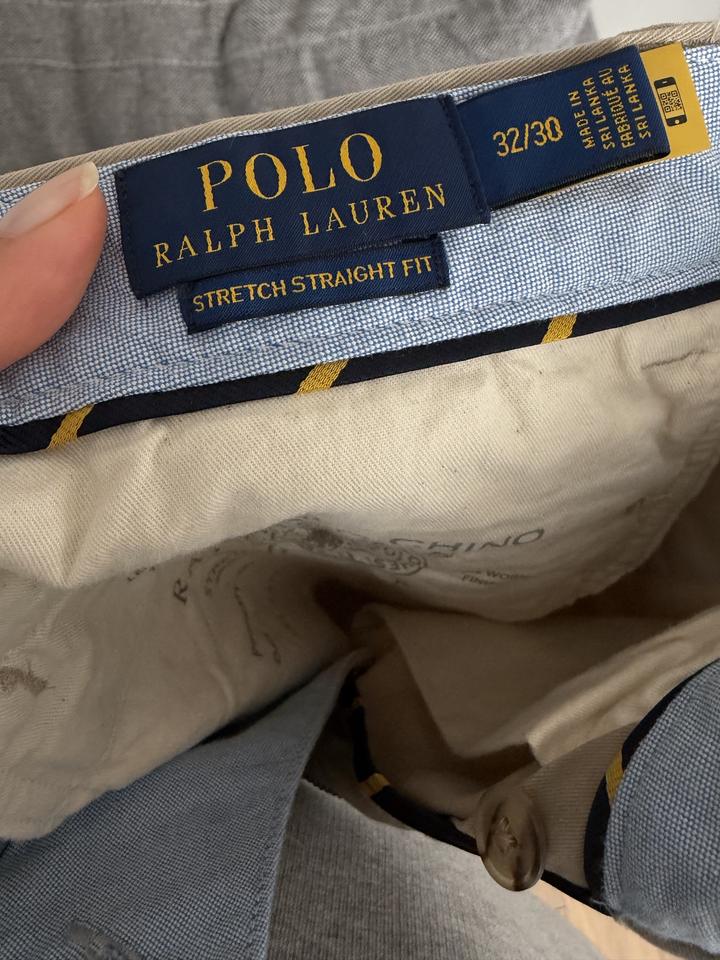 POLO
RALPH LAUREN
STRETCH STRAIGHT FIT
32/30
MADE IN
SRI LANKA
FABRIQUÉ AU
SRI LANKA
CHINO